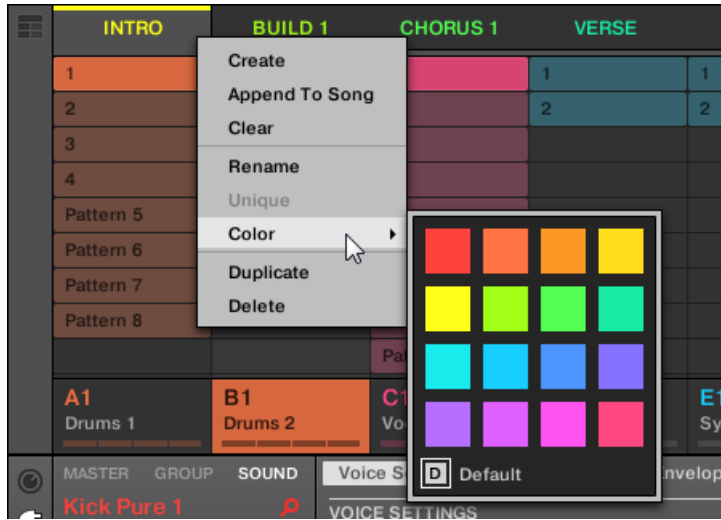 INTRO BUILD 1 CHORUS 1 VERSE
Create
Append To Song
Clear
Rename
Unique
Color
Duplicate
Delete
1 1 1
2 2 2
3
4
Pattern 5
Pattern 6
Pattern 7
Pattern 8
D Default
A1 B1
Drums 1 Drums 2
MASTER GROUP SOUND
Kick Pure 1
VOICE SETTINGS